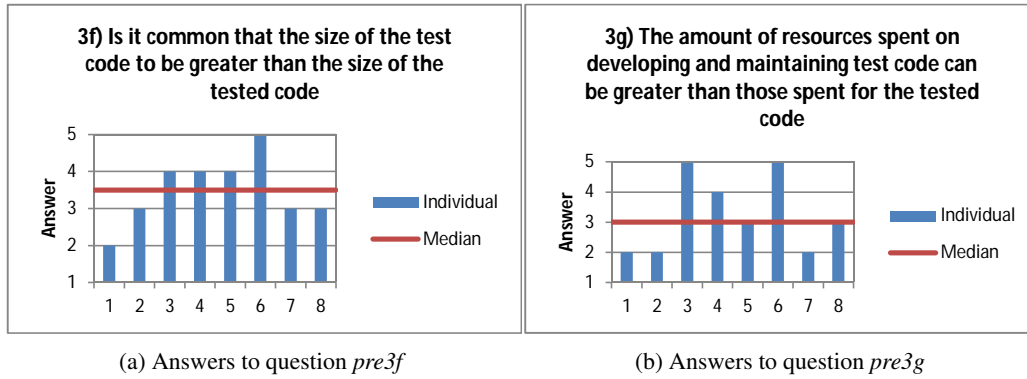 3f) Is it common that the size of the test
code to be greater than the size of the
tested code
5
4
3
2
1
Answer
1 2 3 4 5 6 7 8
Individual
Median
(a) Answers to question pre3f
3g) The amount of resources spent on
developing and maintaining test code can
be greater than those spent for the tested
code
5
4
3
2
1
Answer
1 2 3 4 5 6 7 8
Individual
Median
(b) Answers to question pre3g